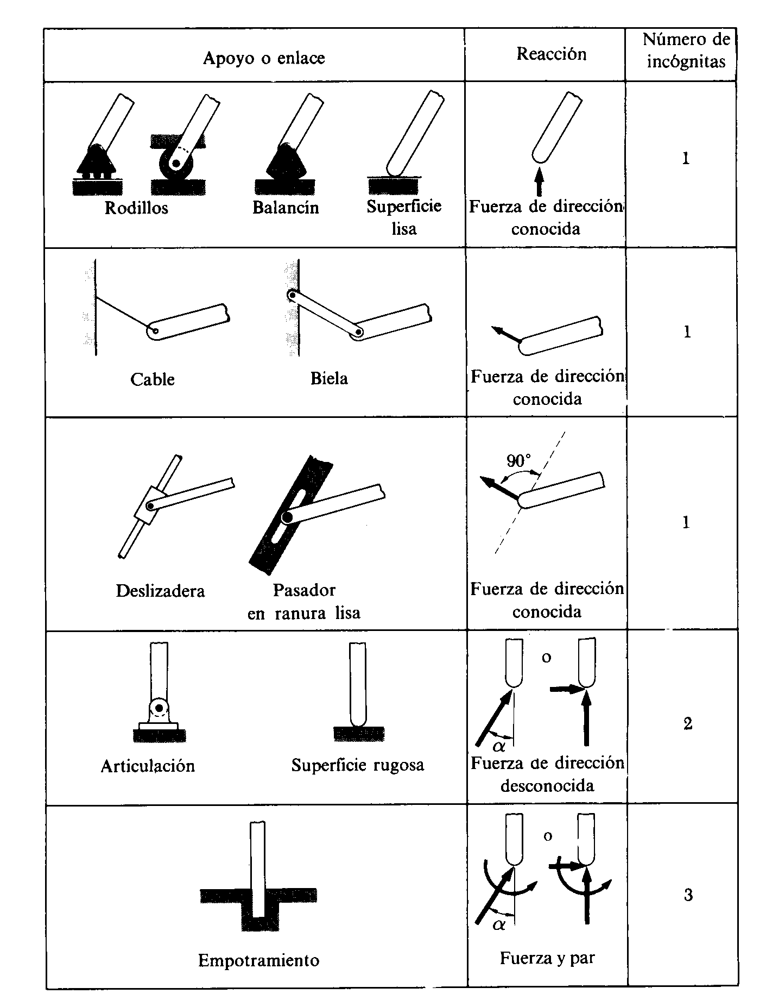 Apoyo o enlace
Reacción
Número de
incógnitas
Rodillos
Balancín
Superficie
lisa
Fuerza de dirección
conocida
1
Cable
Biela
Fuerza de dirección
conocida
1
Deslizadera
Pasador
en ranura lisa
90°
Fuerza de dirección
conocida
1
Articulación
Superficie rugosa
o
α
Fuerza de dirección
desconocida
2
Empotramiento
o
α
Fuerza y par
3